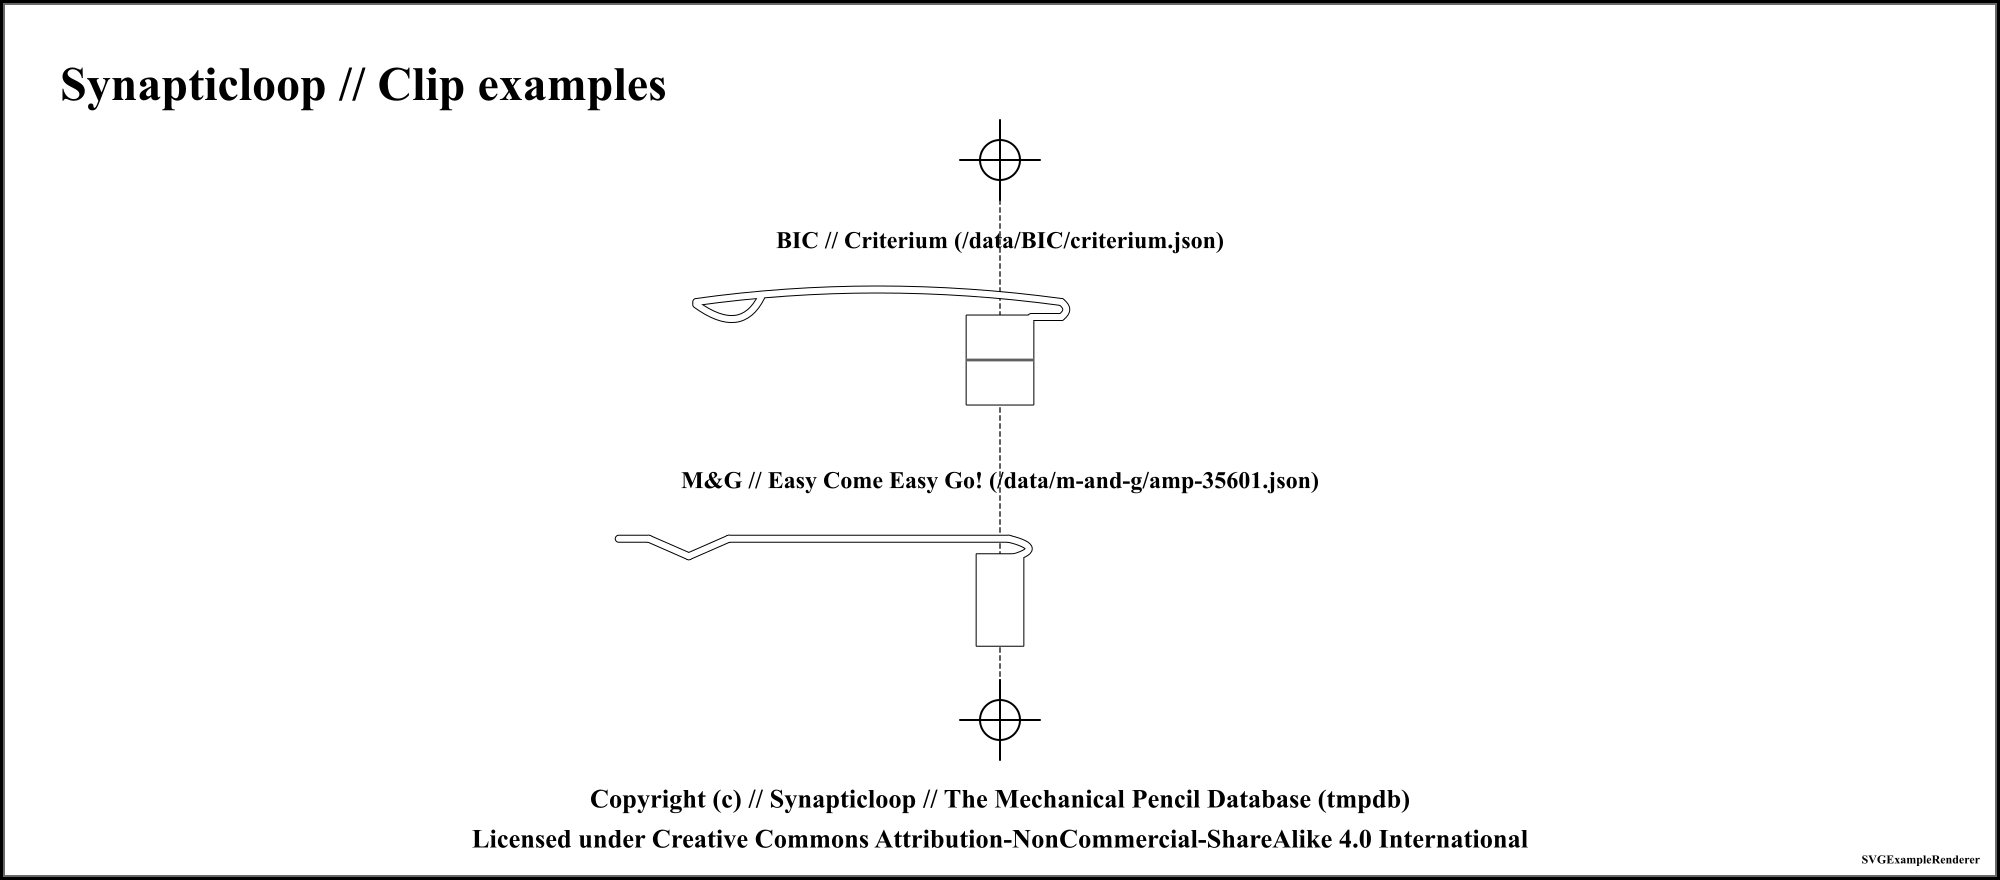 Synapticloop // Clip examples
BIC // Criterium (/data/BIC/criterium.json)
M&G // Easy Come Easy Go! (/data/m-and-g/amp-35601.json)
Copyright (c) // Synapticloop // The Mechanical Pencil Database (tmpdb)
Licensed under Creative Commons Attribution-NonCommercial-ShareAlike 4.0 International
SVGExampleRenderer